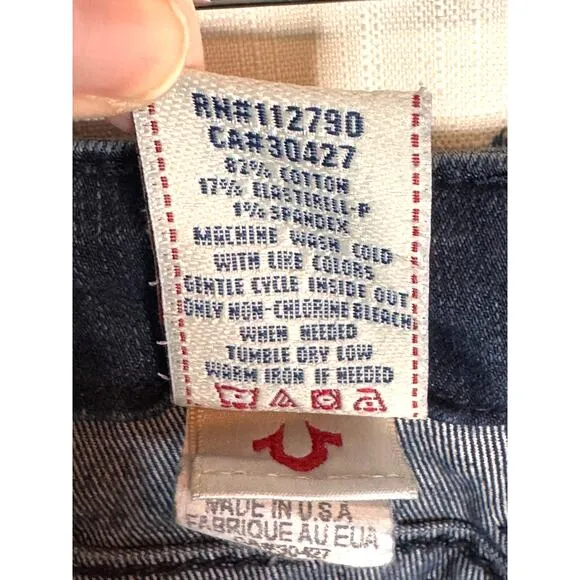 RN#112790
CA#30427
82% COTTON
17% ELASTERELL-P
1% SPANDEX
MACHINE WASH COLD
WITH LIKE COLORS
GENTLE CYCLE INSIDE OUT
ONLY NON-CHLORINE BLEACH
WHEN NEEDED
TUMBLE DRY LOW
WARM IRON IF NEEDED
MADE IN U.S.A
FABRIQUE AU EUA
#30427